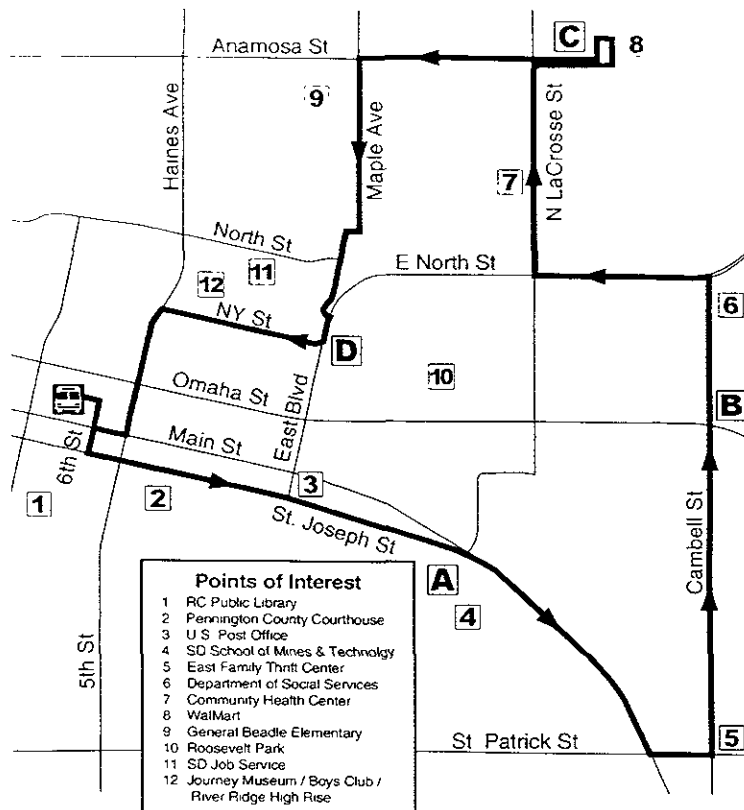 Anamosa St
C
8
9
Haines Ave
Maple Ave
7
N LaCrosse St
North St
E North St
11
12
6
NY St
D
10
Omaha St
B
East Blvd
Main St
6th St
3
1
2
St. Joseph St
Cambell St
A
4
5th St
St Patrick St
5
Points of Interest
1 RC Public Library
2 Pennington County Courthouse
3 U S Post Office
4 SD School of Mines & Technolgy
5 East Family Thrift Center
6 Department of Social Services
7 Community Health Center
8 WalMart
9 General Beadle Elementary
10 Roosevelt Park
11 SD Job Service
12 Journey Museum / Boys Club /
River Ridge High Rise